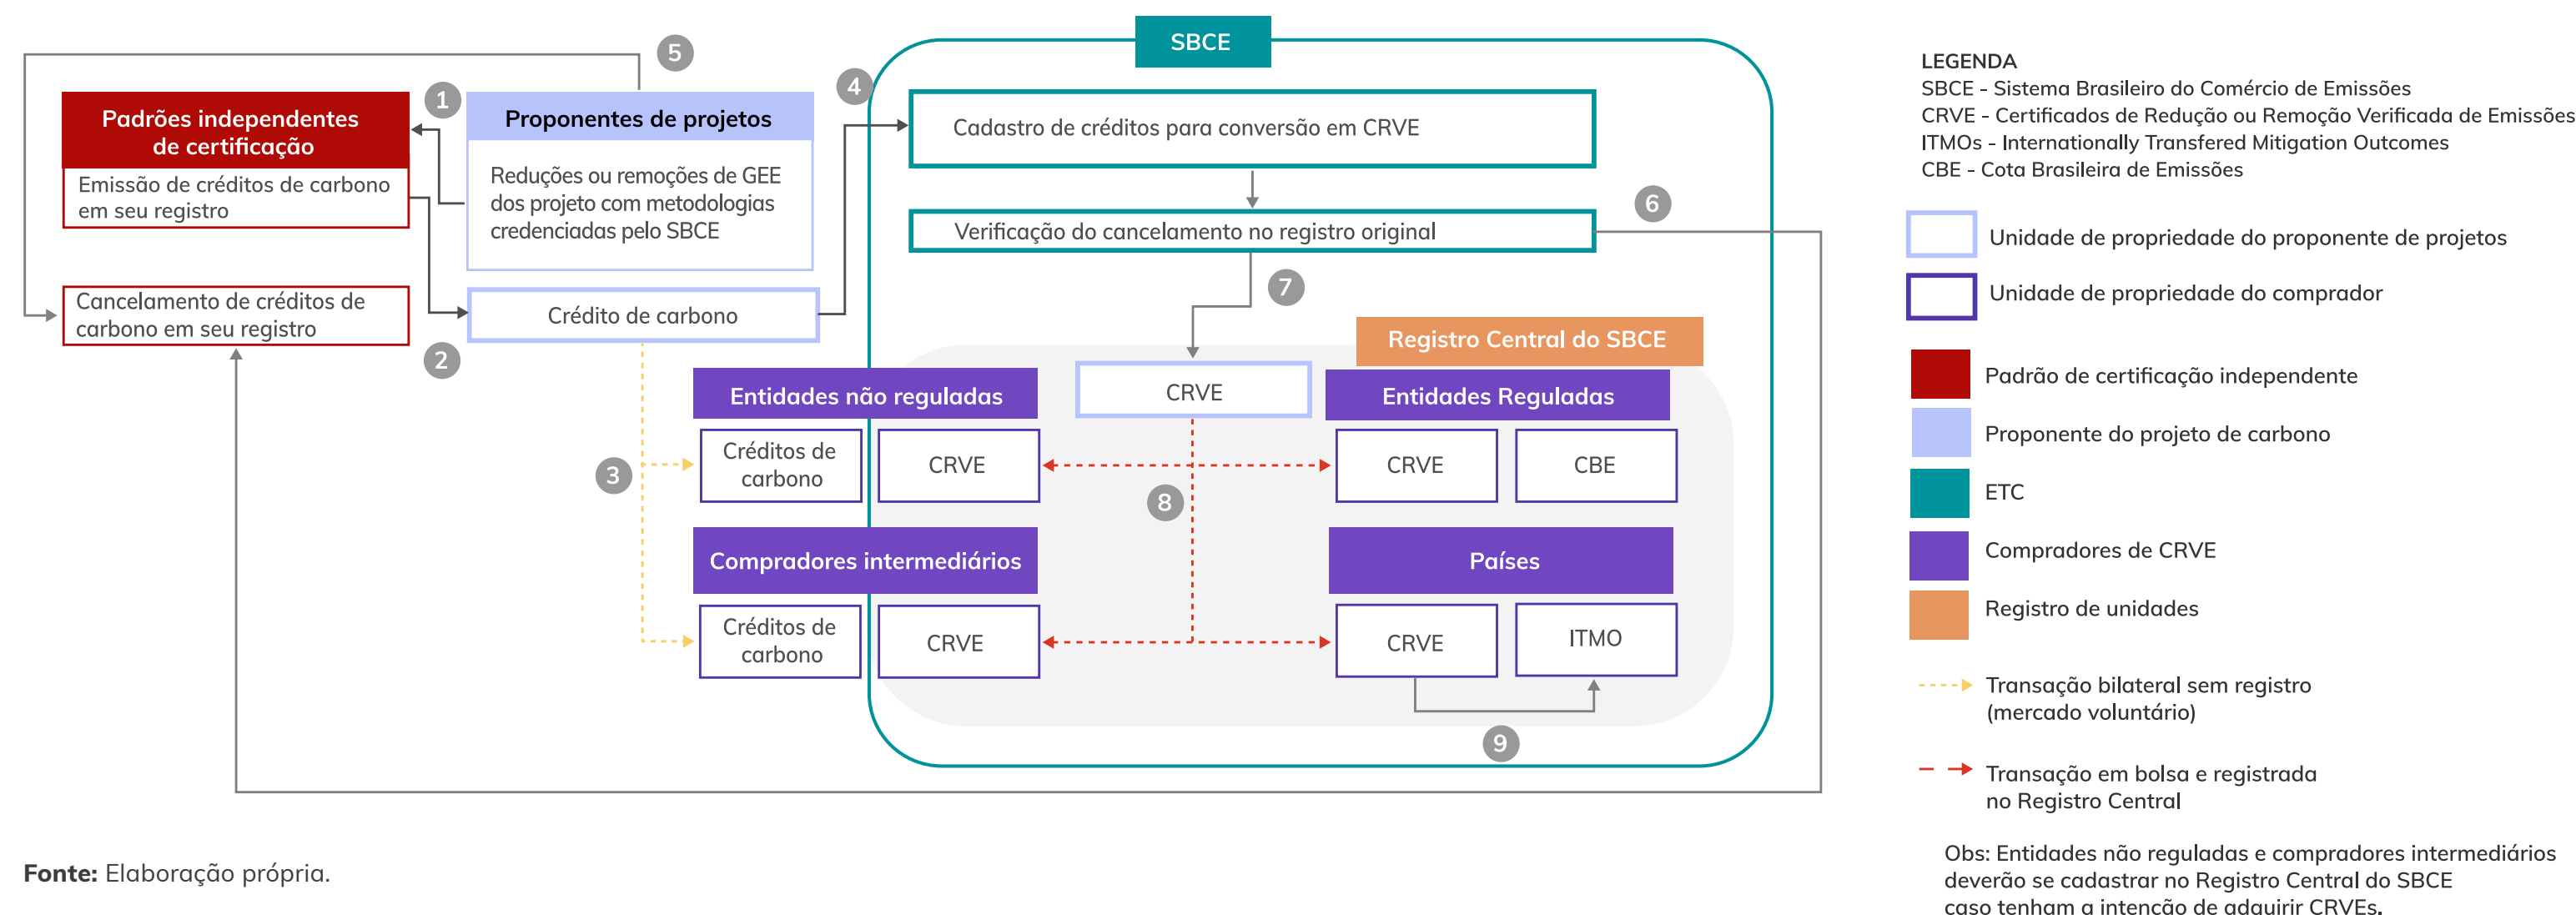 SBCE
5
1
4
Padrões independentes
de certificação
Emissão de créditos de carbono
em seu registro
Proponentes de projetos
Reduções ou remoções de GEE
dos projeto com metodologias
credenciadas pelo SBCE
Cadastro de créditos para conversão em CRVE
Verificação do cancelamento no registro original
6
7
Cancelamento de créditos de
carbono em seu registro
Crédito de carbono
2
Registro Central do SBCE
CRVE
Entidades não reguladas
Créditos de
carbono
CRVE
Entidades Reguladas
CRVE
CBE
3
8
Compradores intermediários
Créditos de
carbono
CRVE
Países
CRVE
ITMO
9
LEGENDA
SBCE - Sistema Brasileiro do Comércio de Emissões
CRVE - Certificados de Redução ou Remoção Verificada de Emissões
ITMOs - Internationally Transfered Mitigation Outcomes
CBE - Cota Brasileira de Emissões
Unidade de propriedade do proponente de projetos
Unidade de propriedade do comprador
Padrão de certificação independente
Proponente do projeto de carbono
ETC
Compradores de CRVE
Registro de unidades
Transação bilateral sem registro
(mercado voluntário)
Transação em bolsa e registrada
no Registro Central
Obs: Entidades não reguladas e compradores intermediários
deverão se cadastrar no Registro Central do SBCE
caso tenham a intenção de adquirir CRVEs.
Fonte: Elaboração própria.